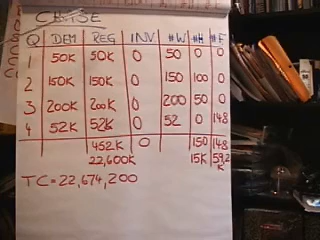 CHASE
Q DEM REG INV #W #H #F
1 50K 50K 0 50 0 0
2 150K 150K 0 150 100 0
3 200K 200K 0 200 50 0
4 52K 52K 0 52 0 148
452K 0 150 148
22,600K 15K 59,2K
TC=22,674,200